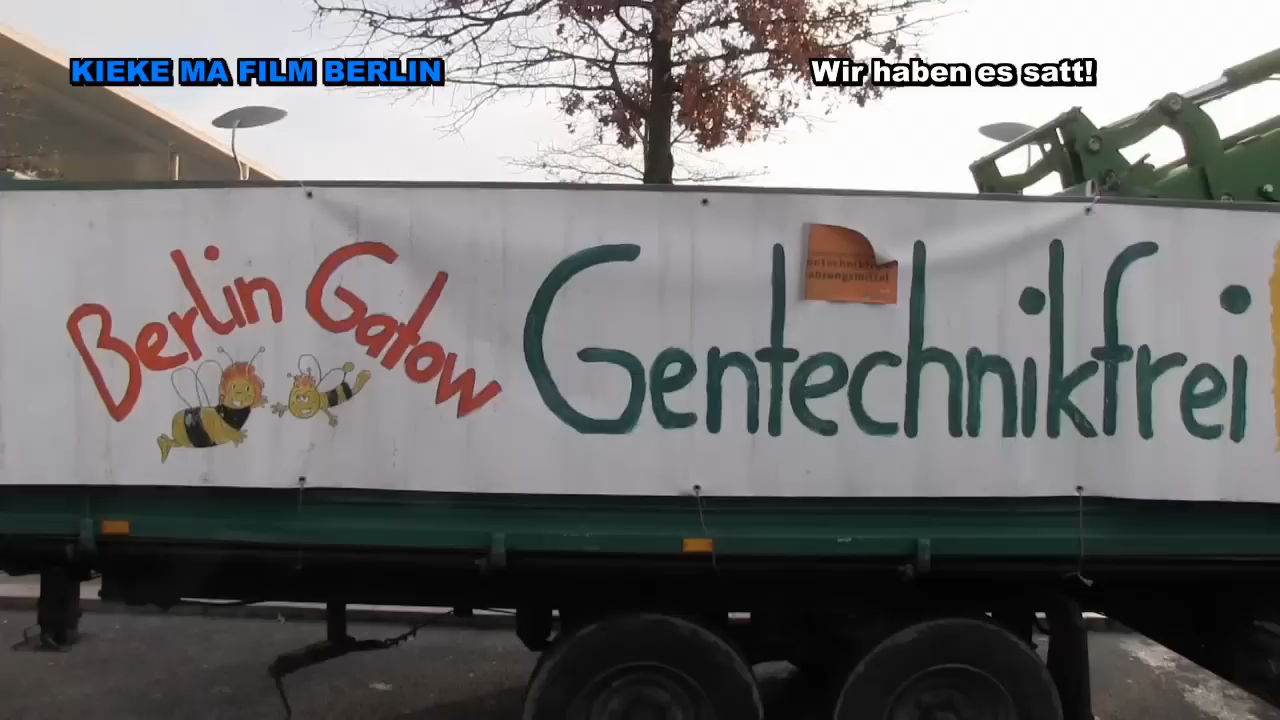 KIEKE MA FILM BERLIN
Wir haben es satt!
Berlin Gatow
Gentechnikfrei